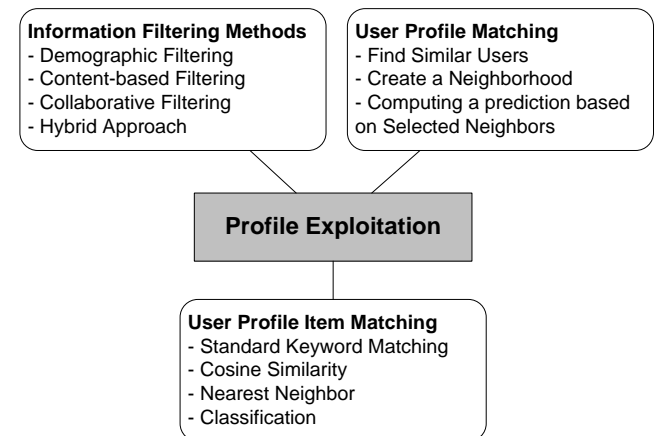 Information Filtering Methods
- Demographic Filtering
- Content-based Filtering
- Collaborative Filtering
- Hybrid Approach
User Profile Matching
- Find Similar Users
- Create a Neighborhood
- Computing a prediction based
on Selected Neighbors
Profile Exploitation
User Profile Item Matching
- Standard Keyword Matching
- Cosine Similarity
- Nearest Neighbor
- Classification